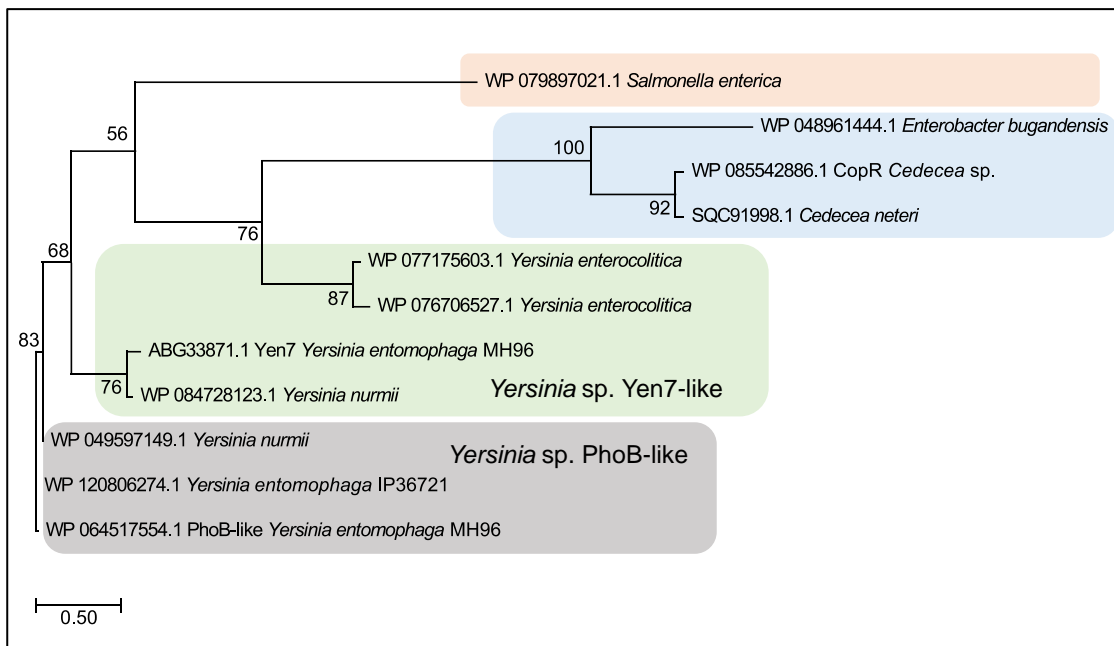 WP 079897021.1 Salmonella enterica
56
WP 048961444.1 Enterobacter bugandensis
100
WP 085542886.1 CopR Cedecea sp.
92
SQC91998.1 Cedecea neteri
76
68
WP 077175603.1 Yersinia enterocolitica
87
WP 076706527.1 Yersinia enterocolitica
83
ABG33871.1 Yen7 Yersinia entomophaga MH96
76
WP 084728123.1 Yersinia nurmii
Yersinia sp. Yen7-like
WP 049597149.1 Yersinia nurmii
Yersinia sp. PhoB-like
WP 120806274.1 Yersinia entomophaga IP36721
WP 064517554.1 PhoB-like Yersinia entomophaga MH96
0.50